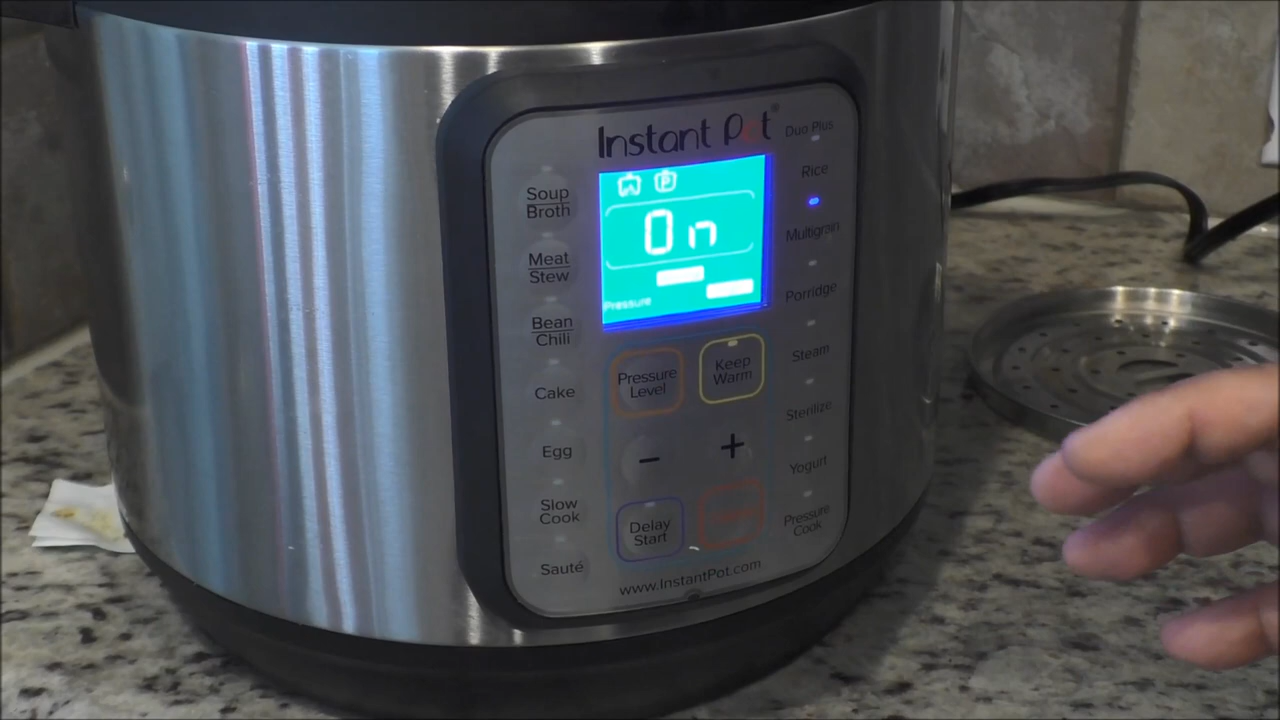 Instant Pot®
Duo Plus
Soup
Broth
Meat
Stew
Bean
Chili
Cake
Egg
Slow
Cook
Sauté
P
On
Pressure
Pressure
Level
Keep
Warm
-
+
Delay
Start
Rice
Multigrain
Porridge
Steam
Sterilize
Yogurt
Pressure
Cook
www.InstantPot.com